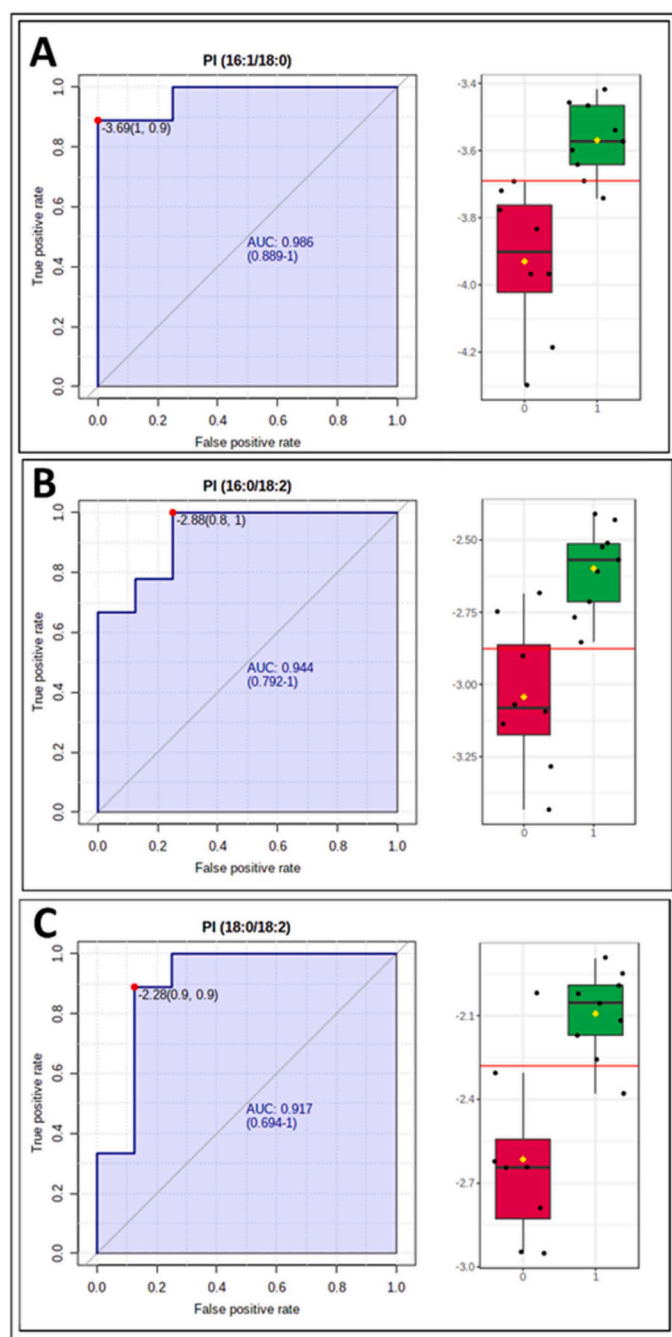 A
PI (16:1/18:0)
True positive rate
1.0
0.8
0.6
0.4
0.2
0.0
-3.69(1, 0.9)
AUC: 0.986
(0.889-1)
0.0 0.2 0.4 0.6 0.8 1.0
False positive rate
-3.4
-3.6
-3.8
-4.0
-4.2
0 1
B
PI (16:0/18:2)
True positive rate
1.0
0.8
0.6
0.4
0.2
0.0
-2.88(0.8, 1)
AUC: 0.944
(0.792-1)
0.0 0.2 0.4 0.6 0.8 1.0
False positive rate
-2.50
-2.75
-3.00
-3.25
0 1
C
PI (18:0/18:2)
True positive rate
1.0
0.8
0.6
0.4
0.2
0.0
-2.28(0.9, 0.9)
AUC: 0.917
(0.694-1)
0.0 0.2 0.4 0.6 0.8 1.0
False positive rate
-2.1
-2.4
-2.7
-3.0
0 1